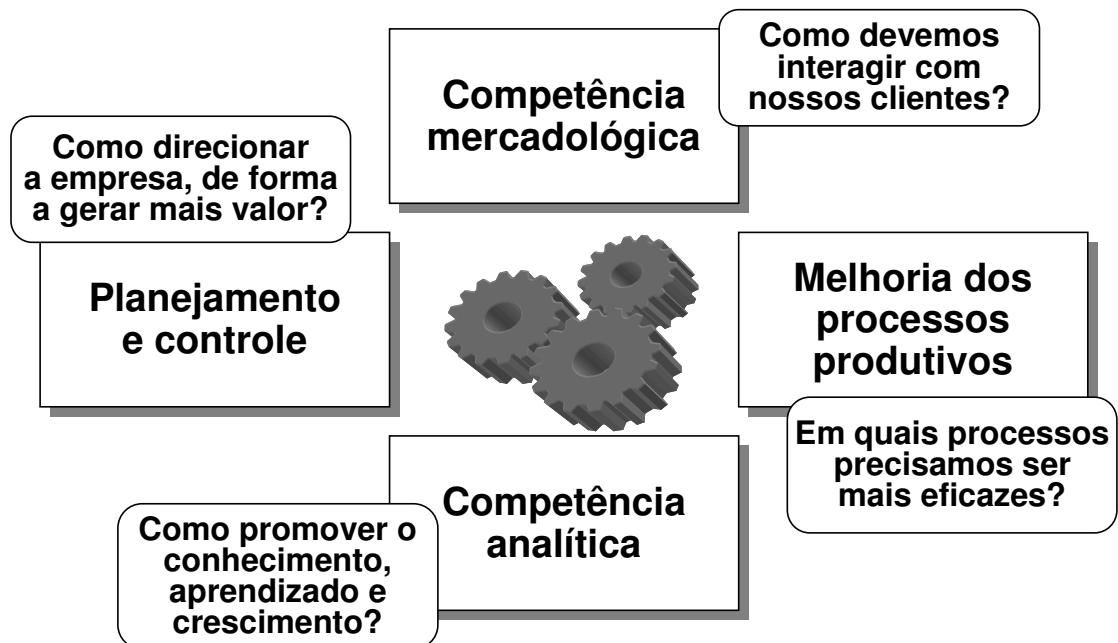 Competência
mercadológica
Como devemos
interagir com
nossos clientes?
Como direcionar
a empresa, de forma
a gerar mais valor?
Planejamento
e controle
Melhoria dos
processos
produtivos
Em quais processos
precisamos ser
mais eficazes?
Competência
analítica
Como promover o
conhecimento,
aprendizado e
crescimento?